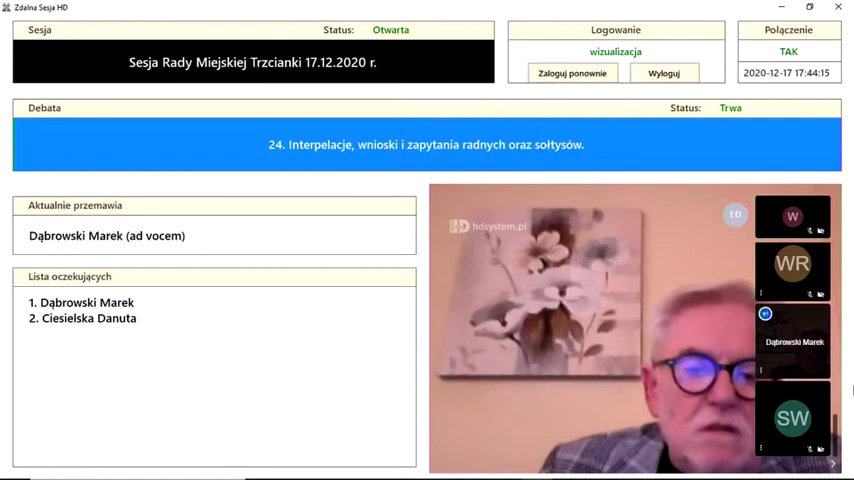 Zdalna Sesja HD
Sesja Status: Otwarta
Sesja Rady Miejskiej Trzcianki 17.12.2020 r.
Logowanie
wizualizacja
Zaloguj ponownie Wyloguj
Połączenie
TAK
2020-12-17 17:44:15
Debata Status: Trwa
24. Interpelacje, wnioski i zapytania radnych oraz sołtysów.
Aktualnie przemawia
Dąbrowski Marek (ad vocem)
Lista oczekujących
1. Dąbrowski Marek
2. Ciesielska Danuta
HD hdsystem.pl
ŁD
W
WR
Dąbrowski Marek
SW